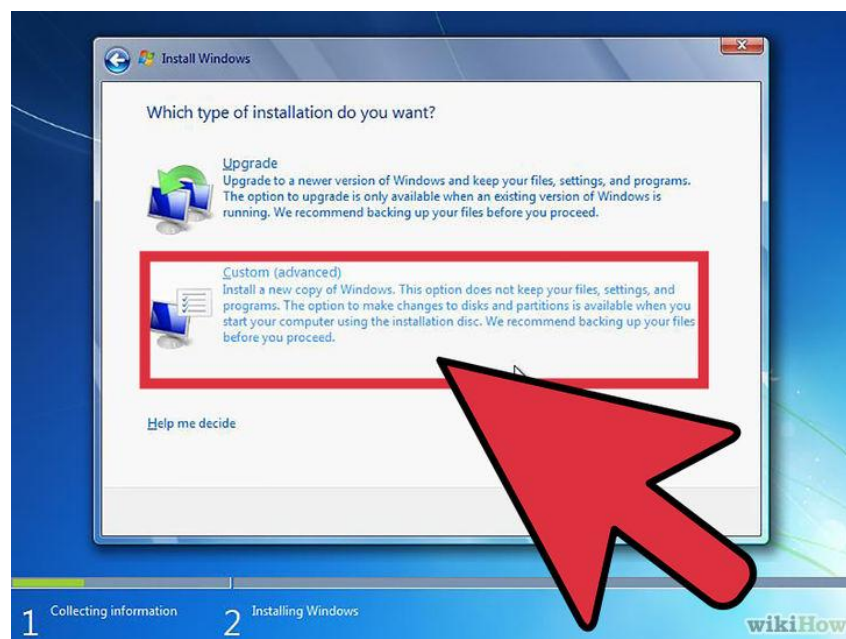 Install Windows
Which type of installation do you want?
Upgrade
Upgrade to a newer version of Windows and keep your files, settings, and programs.
The option to upgrade is only available when an existing version of Windows is
running. We recommend backing up your files before you proceed.
Custom (advanced)
Install a new copy of Windows. This option does not keep your files, settings, and
programs. The option to make changes to disks and partitions is available when you
start your computer using the installation disc. We recommend backing up your files
before you proceed.
Help me decide
1 Collecting information 2 Installing Windows
wikiHow